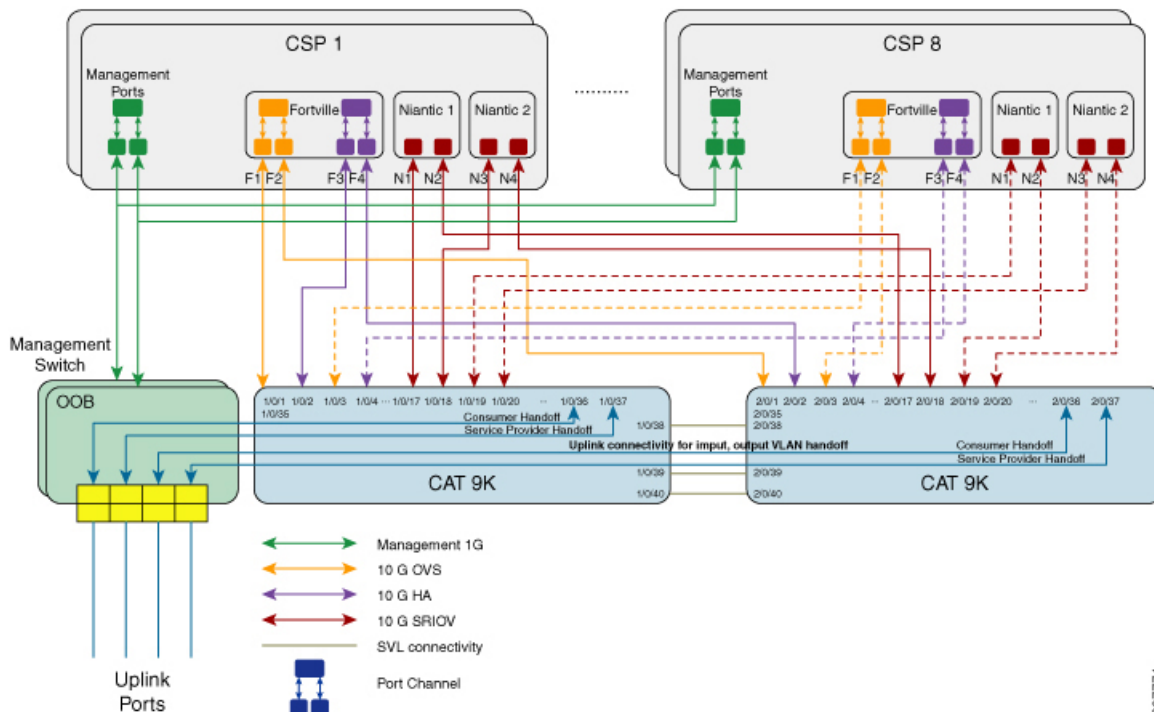 CSP 1
CSP 8
Management
Ports
Fortville
Niantic 1
Niantic 2
..........
Management
Ports
Fortville
Niantic 1
Niantic 2
F1 F2 F3 F4 N1 N2 N3 N4
F1 F2 F3 F4 N1 N2 N3 N4
Management
Switch
OOB
1/0/1 1/0/2 1/0/3 1/0/4 ... 1/0/17 1/0/18 1/0/19 1/0/20 ... 1/0/36 1/0/37
1/0/35
Consumer Handoff
Service Provider Handoff
1/0/38
2/0/1 2/0/2 2/0/3 2/0/4 ... 2/0/17 2/0/18 2/0/19 2/0/20 ... 2/0/36 2/0/37
2/0/35
2/0/38
Uplink connectivity for imput, output VLAN handoff
Consumer Handoff
Service Provider Handoff
CAT 9K
1/0/39
1/0/40
2/0/39
2/0/40
CAT 9K
Management 1G
10 G OVS
10 G HA
10 G SRIOV
SVL connectivity
Port Channel
Uplink
Ports